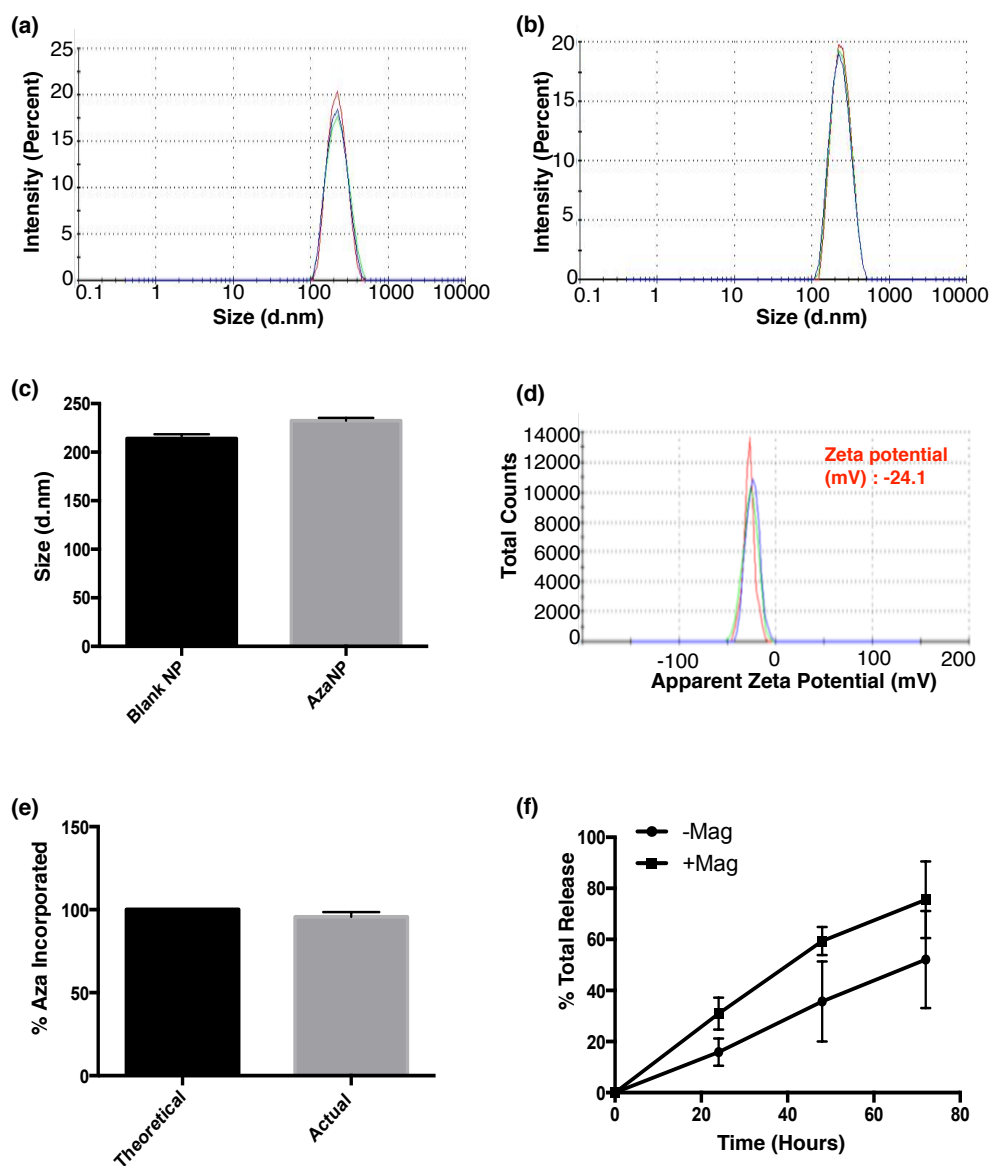 (a)
25
20
15
10
5
0
Intensity (Percent)
0.1 1 10 100 1000 10000
Size (d.nm)
(b)
20
15
10
5
0
Intensity (Percent)
0.1 1 10 100 1000 10000
Size (d.nm)
(c)
250
200
150
100
50
0
Size (d.nm)
Blank NP
AzaNP
(d)
14000
12000
10000
8000
6000
4000
2000
0
Total Counts
Zeta potential
(mV) : -24.1
-100 0 100 200
Apparent Zeta Potential (mV)
(e)
150
100
50
0
% Aza Incorporated
Theoretical
Actual
(f)
-Mag
+Mag
100
80
60
40
20
0
% Total Release
0 20 40 60 80
Time (Hours)